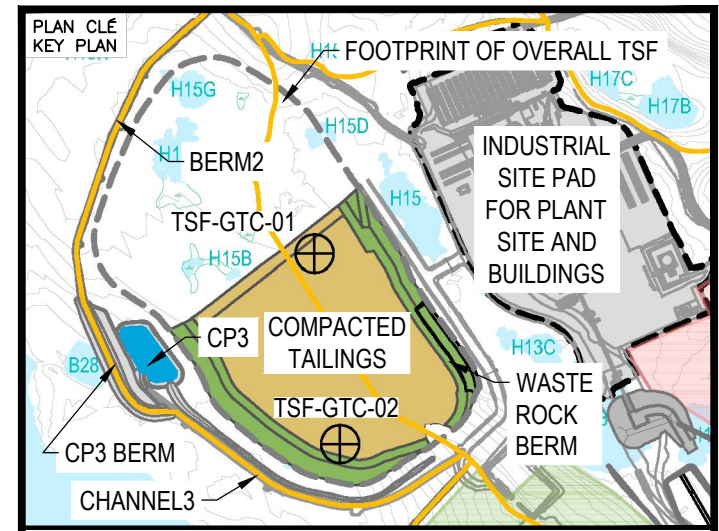 PLAN CLÉ
KEY PLAN
FOOTPRINT OF OVERALL TSF
H17C
H17B
H15G
H15D
H1
BERM2
INDUSTRIAL
SITE PAD
FOR PLANT
SITE AND
BUILDINGS
H15
TSF-GTC-01
H15B
CP3
COMPACTED
TAILINGS
H13C
B28
WASTE
ROCK
BERM
TSF-GTC-02
CP3 BERM
CHANNEL3